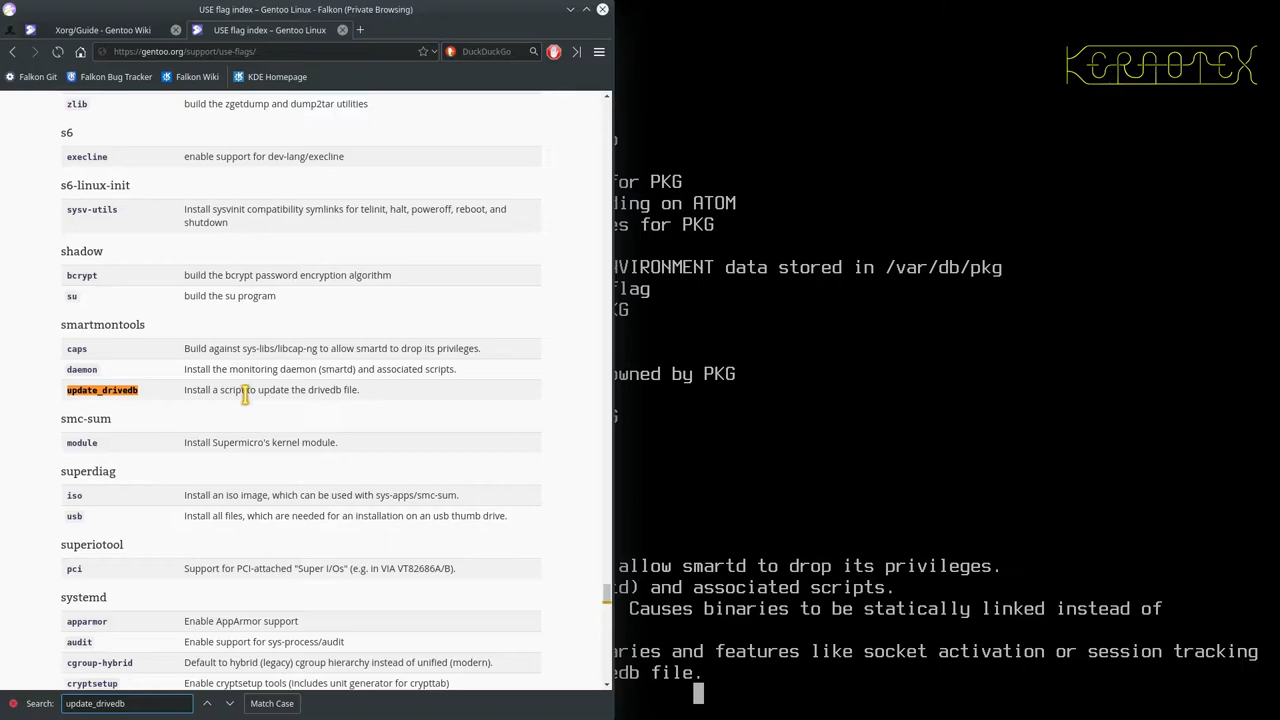 USE flag index – Gentoo Linux - Falkon (Private Browsing)
Xorg/Guide - Gentoo Wiki
USE flag index – Gentoo Linux
https://gentoo.org/support/use-flags/
DuckDuckGo
Falkon Git
Falkon Bug Tracker
Falkon Wiki
KDE Homepage
zlib build the zgetdump and dump2tar utilities
s6
execline enable support for dev-lang/execline
s6-linux-init
sysv-utils Install sysvinit compatibility symlinks for telinit, halt, poweroff, reboot, and
shutdown
shadow
bcrypt build the bcrypt password encryption algorithm
su build the su program
smartmontools
caps Build against sys-libs/libcap-ng to allow smartd to drop its privileges.
daemon Install the monitoring daemon (smartd) and associated scripts.
update_drivedb Install a script to update the drivedb file.
smc-sum
module Install Supermicro's kernel module.
superdiag
iso Install an iso image, which can be used with sys-apps/smc-sum.
usb Install all files, which are needed for an installation on an usb thumb drive.
superiotool
pci Support for PCI-attached "Super I/Os" (e.g. in VIA VT82686A/B).
systemd
apparmor Enable AppArmor support
audit Enable support for sys-process/audit
cgroup-hybrid Default to hybrid (legacy) cgroup hierarchy instead of unified (modern).
cryptsetup Enable cryptsetup tools (includes unit generator for crypttab)
Search: update_drivedb
Match Case
KERAOTEX
for PKG
ding on ATOM
es for PKG
VIRONMENT data stored in /var/db/pkg
flag
KG
owned by PKG
G
allow smartd to drop its privileges.
td) and associated scripts.
Causes binaries to be statically linked instead of
ries and features like socket activation or session tracking
edb file.